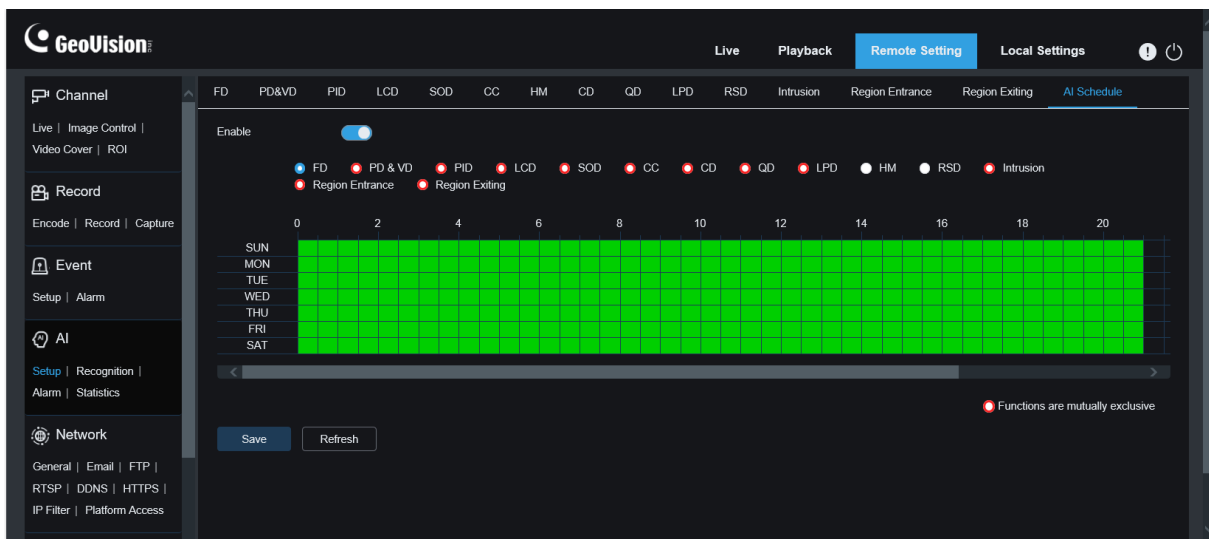 GeoVision Inc
Live Playback Remote Setting Local Settings
Channel
Live | Image Control |
Video Cover | ROI
Record
Encode | Record | Capture
Event
Setup | Alarm
AI
AI
Setup | Recognition |
Alarm | Statistics
Network
General | Email | FTP |
RTSP | DDNS | HTTPS |
IP Filter | Platform Access
FD PD&VD PID LCD SOD CC HM CD QD LPD RSD Intrusion Region Entrance Region Exiting AI Schedule
Enable
FD PD & VD PID LCD SOD CC CD QD LPD HM RSD Intrusion
Region Entrance Region Exiting
0 2 4 6 8 10 12 14 16 18 20
SUN
MON
TUE
WED
THU
FRI
SAT
Functions are mutually exclusive
Save Refresh